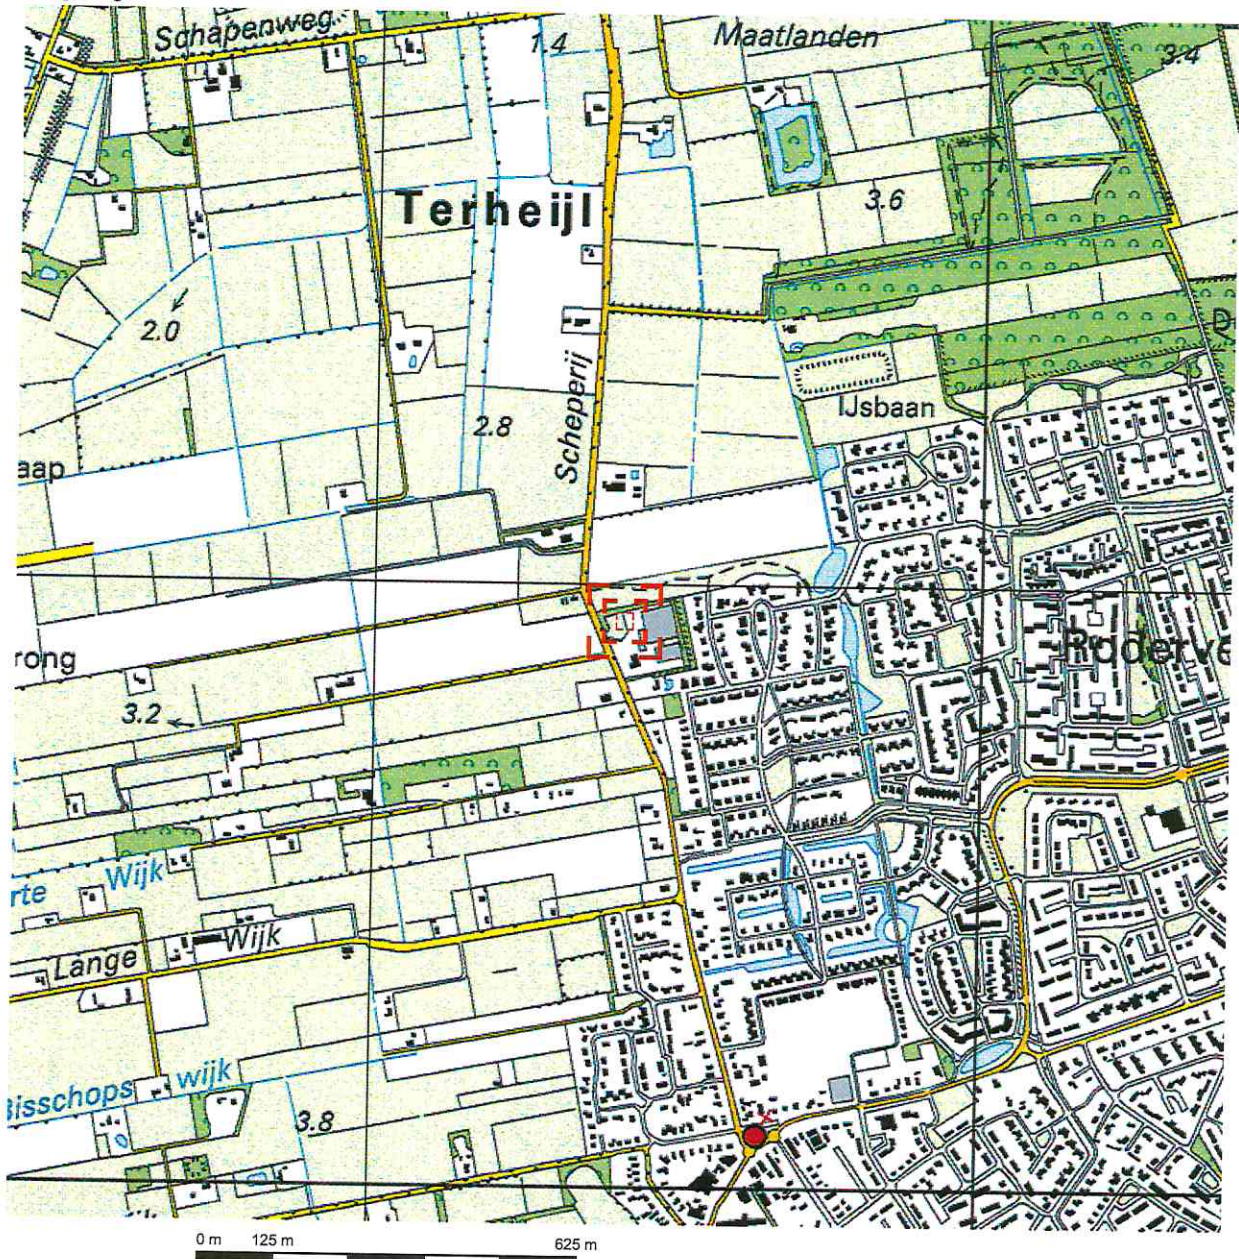 Schapenweg
1.4
Maatlanden
3.4
Terheijl
3.6
2.0
Scheperij
IJsbaan
2.8
aap
rong
Roderve
3.2
Wijk
rte
Wijk
Lange
wijk
Bisschops
3.8
0 m 125 m 625 m